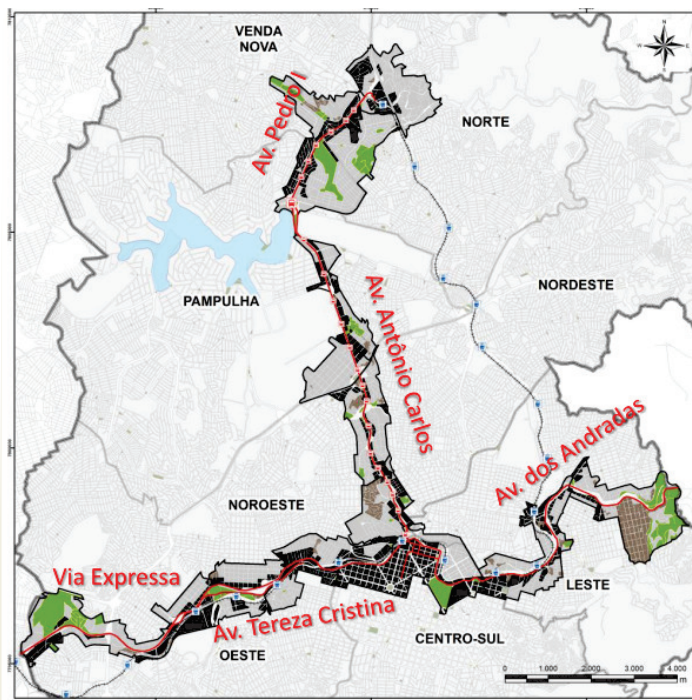 VENDA
NOVA
N
W
E
S
Av. Pedro I
NORTE
NORDESTE
PAMPULHA
Av. Antônio Carlos
Av. dos Andradas
NOROESTE
Via Expressa
Av. Tereza Cristina
LESTE
OESTE
CENTRO-SUL
0 1.000 2.000 3.000 4.000
m